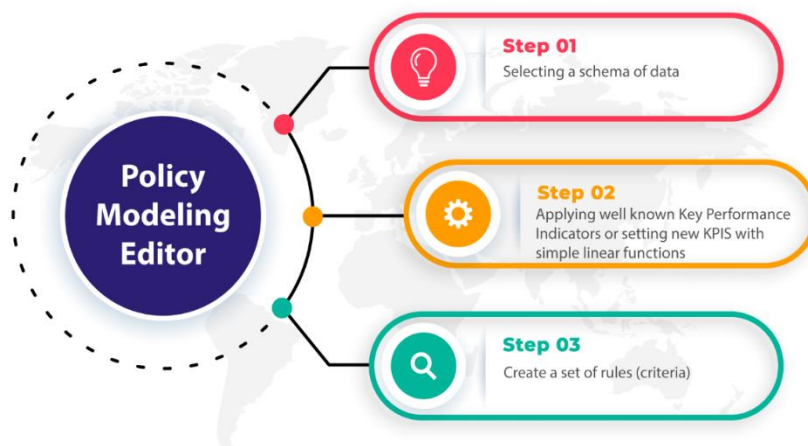 Policy
Modeling
Editor
Step 01
Selecting a schema of data
Step 02
Applying well known Key Performance
Indicators or setting new KPIS with
simple linear functions
Step 03
Create a set of rules (criteria)